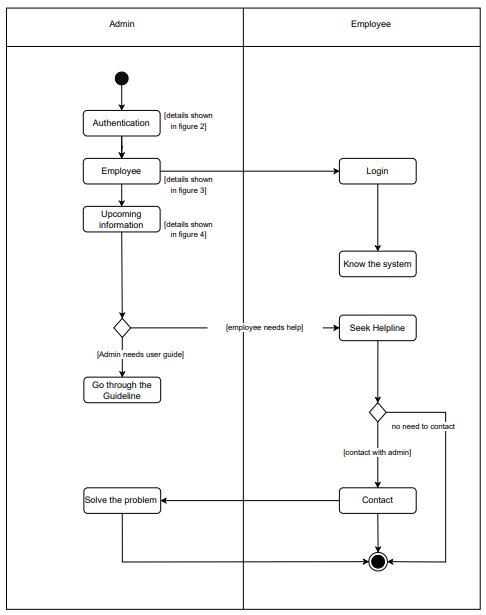 Admin
Employee
Authentication
[details shown
in figure 2]
Employee
[details shown
in figure 3]
Login
Upcoming
information
[details shown
in figure 4]
Know the system
[employee needs help]
Seek Helpline
[Admin needs user guide]
Go through the
Guideline
no need to contact
[contact with admin]
Solve the problem
Contact